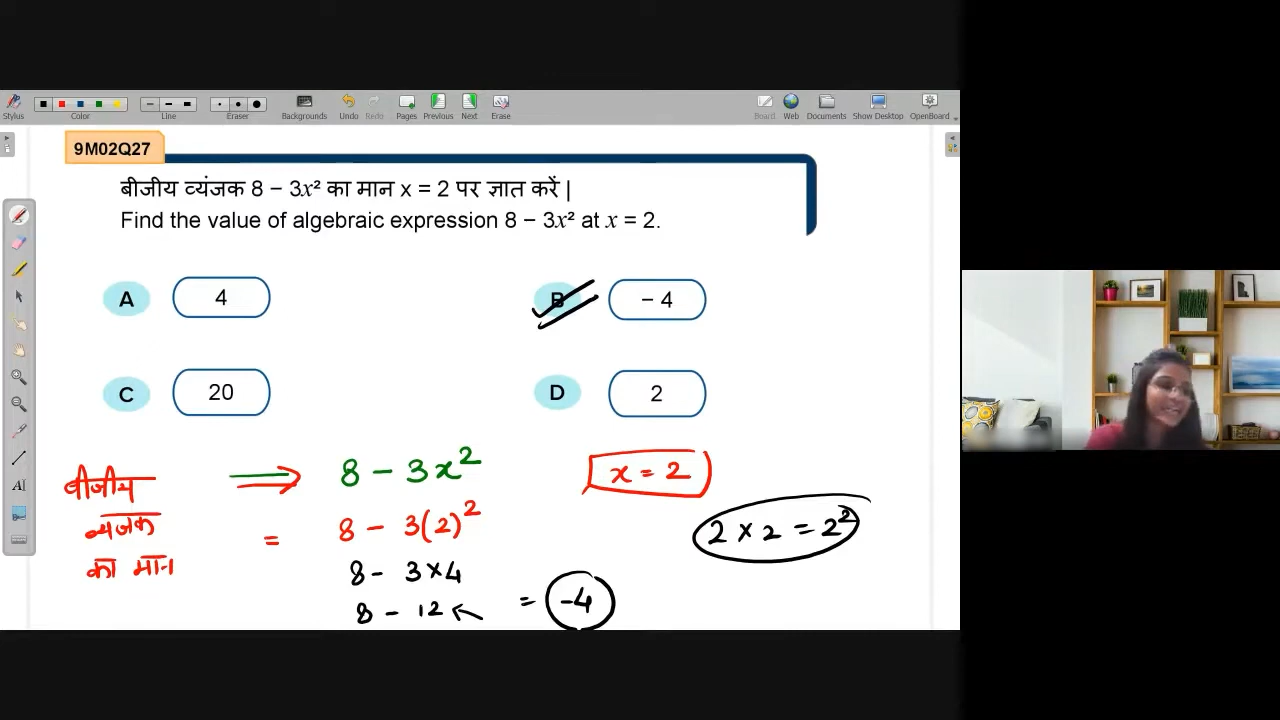 Stylus
Color
Line
Eraser
Backgrounds
Undo
Redo
Pages
Previous
Next
Erase
Board
Web
Documents
Show Desktop
OpenBoard
9M02Q27
बीजीय व्यंजक 8 − 3x² का मान x = 2 पर ज्ञात करें |
Find the value of algebraic expression 8 − 3x² at x = 2.
A 4
B − 4
C 20
D 2
बीजीय ⇒ 8 - 3x² x = 2
व्यंजक = 8 - 3(2)² 2 × 2 = 2²
का मान 8 - 3×4
8 - 12 ← = -4